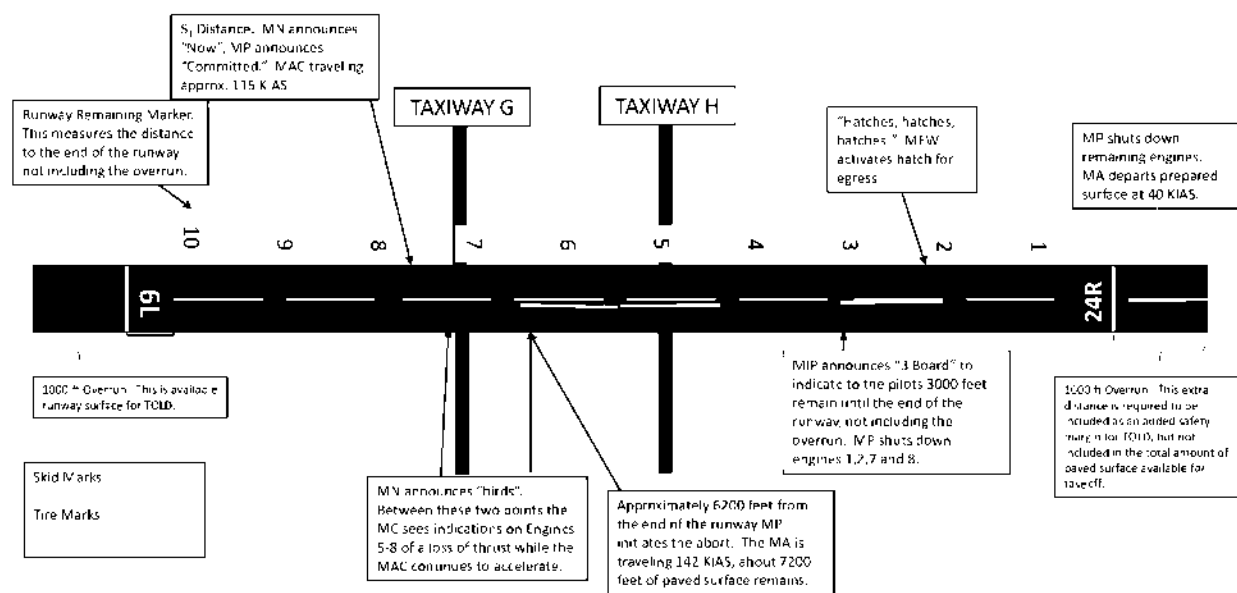 S₁ Distance. MN announces
"Now", MP announces
"Committed." MAC traveling
apprx. 115 KIAS
Runway Remaining Marker.
This measures the distance
to the end of the runway
not including the overrun.
TAXIWAY G
TAXIWAY H
"Hatches, hatches,
hatches." MEW
activates hatch for
egress
MP shuts down
remaining engines.
MA departs prepared
surface at 40 KIAS.
10 9 8 7 6 5 4 3 2 1
6L
24R
1000 ft Overrun. This is available
runway surface for TOLD.
Skid Marks
Tire Marks
MN announces "birds".
Between these two points the
MC sees indications on Engines
5-8 of a loss of thrust while the
MAC continues to accelerate.
Approximately 6200 feet from
the end of the runway MP
initiates the abort. The MA is
traveling 142 KIAS, about 7200
feet of paved surface remains.
MIP announces "3 Board" to
indicate to the pilots 3000 feet
remain until the end of the
runway, not including the
overrun. MP shuts down
engines 1,2,7 and 8.
1000 ft Overrun. This extra
distance is required to be
included as an added safety
margin for TOLD, but not
included in the total amount of
paved surface available for
takeoff.